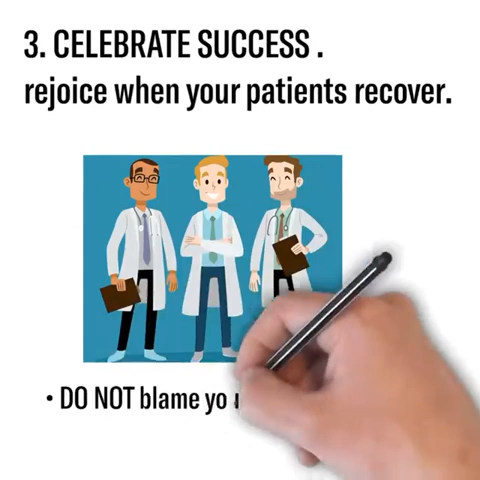 3. CELEBRATE SUCCESS .
rejoice when your patients recover.
• DO NOT blame yo